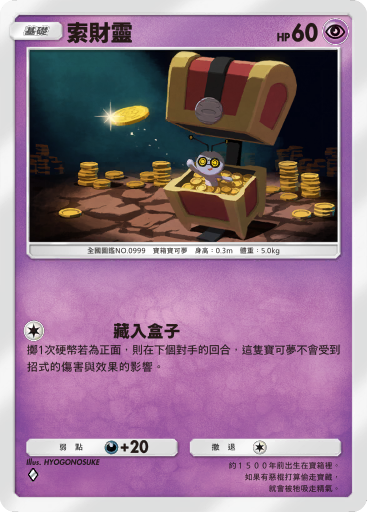 基礎 索財靈 HP60
全國圖鑑NO.0999 寶箱寶可夢 身高：0.3m 體重：5.0kg
藏入盒子
擲1次硬幣若為正面，則在下個對手的回合，這隻寶可夢不會受到
招式的傷害與效果的影響。
弱點 +20 撤退
Illus. HYOGONOSUKE
約1500年前出生在寶箱裡。
如果有惡棍打算偷走寶藏，
就會被牠吸走精氣。